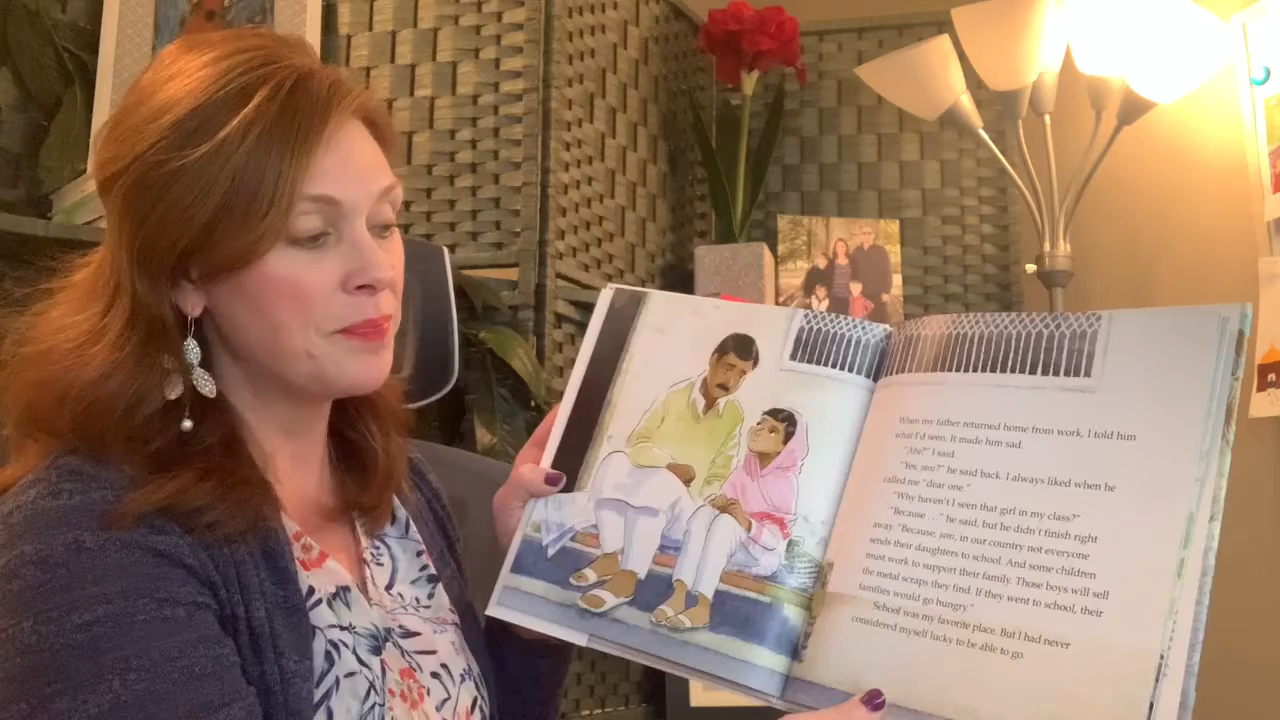 When my father returned home from work, I told him
what I'd seen. It made him sad.
"Aba?" I said.
"Yes, jani?" he said back. I always liked when he
called me "dear one."
"Why haven't I seen that girl in my class?"
"Because . . ." he said, but he didn't finish right
away. "Because, jani, in our country not everyone
sends their daughters to school. And some children
must work to support their family. Those boys will sell
the metal scraps they find. If they went to school, their
families would go hungry."
School was my favorite place. But I had never
considered myself lucky to be able to go.